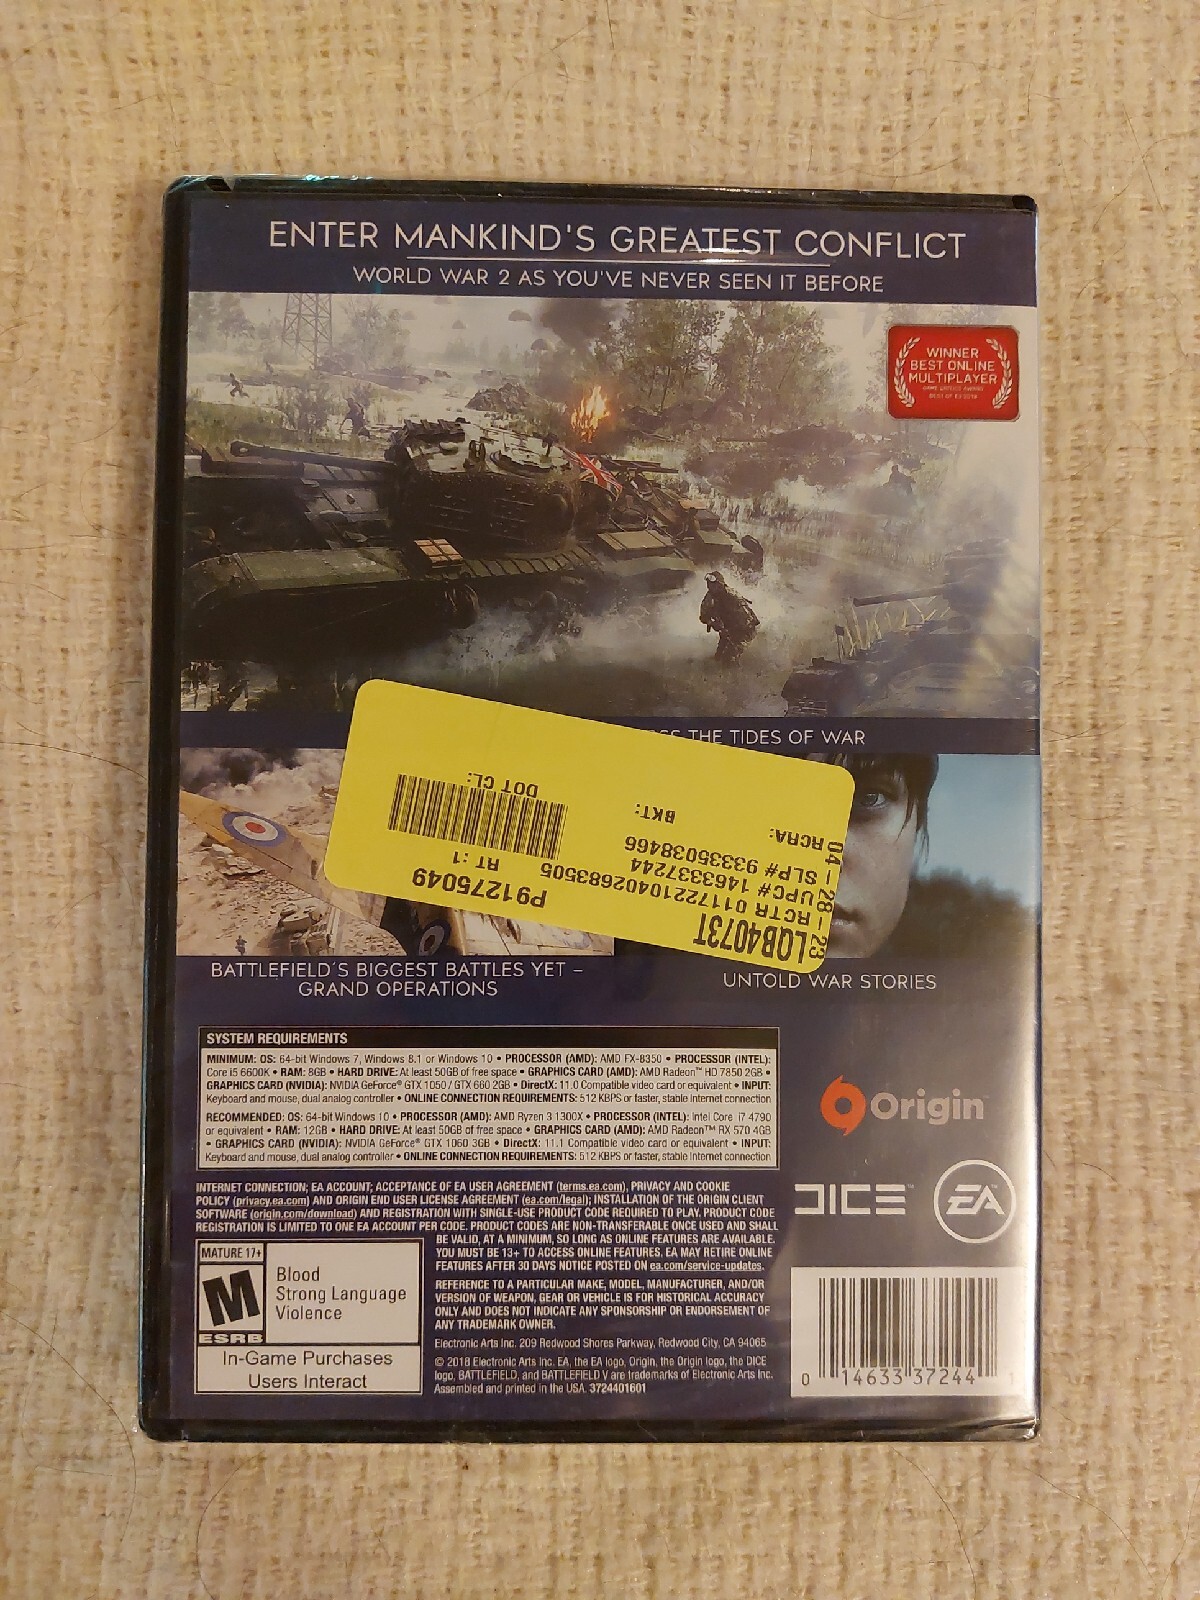 ENTER MANKIND'S GREATEST CONFLICT
WORLD WAR 2 AS YOU'VE NEVER SEEN IT BEFORE
WINNER
BEST ONLINE
MULTIPLAYER
BEST OF E3 2018
THE TIDES OF WAR
LQB4073T
RCTR 01172210402683505
UPC# 1463337244
SLP# 93335038466
RCRA:
BKT:
DOT CL:
04 - 28 - 23
P91275049
RT : 1
BATTLEFIELD'S BIGGEST BATTLES YET –
GRAND OPERATIONS
UNTOLD WAR STORIES
SYSTEM REQUIREMENTS
MINIMUM: OS: 64-bit Windows 7, Windows 8.1 or Windows 10 • PROCESSOR (AMD): AMD FX-8350 • PROCESSOR (INTEL):
Core i5 6600K • RAM: 8GB • HARD DRIVE: At least 50GB of free space • GRAPHICS CARD (AMD): AMD Radeon™ HD 7850 2GB •
GRAPHICS CARD (NVIDIA): NVIDIA GeForce® GTX 1050 / GTX 660 2GB • DirectX: 11.0 Compatible video card or equivalent • INPUT:
Keyboard and mouse, dual analog controller • ONLINE CONNECTION REQUIREMENTS: 512 KBPS or faster, stable Internet connection
RECOMMENDED: OS: 64-bit Windows 10 • PROCESSOR (AMD): AMD Ryzen 3 1300X • PROCESSOR (INTEL): Intel Core i7 4790
or equivalent • RAM: 12GB • HARD DRIVE: At least 50GB of free space • GRAPHICS CARD (AMD): AMD Radeon™ RX 570 4GB
• GRAPHICS CARD (NVIDIA): NVIDIA GeForce® GTX 1060 3GB • DirectX: 11.1 Compatible video card or equivalent • INPUT:
Keyboard and mouse, dual analog controller • ONLINE CONNECTION REQUIREMENTS: 512 KBPS or faster, stable Internet connection
Origin™
INTERNET CONNECTION; EA ACCOUNT; ACCEPTANCE OF EA USER AGREEMENT (terms.ea.com), PRIVACY AND COOKIE
POLICY (privacy.ea.com) AND ORIGIN END USER LICENSE AGREEMENT (ea.com/legal); INSTALLATION OF THE ORIGIN CLIENT
SOFTWARE (origin.com/download) AND REGISTRATION WITH SINGLE-USE PRODUCT CODE REQUIRED TO PLAY. PRODUCT CODE
REGISTRATION IS LIMITED TO ONE EA ACCOUNT PER CODE. PRODUCT CODES ARE NON-TRANSFERABLE ONCE USED AND SHALL
BE VALID, AT A MINIMUM, SO LONG AS ONLINE FEATURES ARE AVAILABLE.
YOU MUST BE 13+ TO ACCESS ONLINE FEATURES. EA MAY RETIRE ONLINE
FEATURES AFTER 30 DAYS NOTICE POSTED ON ea.com/service-updates.
REFERENCE TO A PARTICULAR MAKE, MODEL, MANUFACTURER, AND/OR
VERSION OF WEAPON, GEAR OR VEHICLE IS FOR HISTORICAL ACCURACY
ONLY AND DOES NOT INDICATE ANY SPONSORSHIP OR ENDORSEMENT OF
ANY TRADEMARK OWNER.
Electronic Arts Inc. 209 Redwood Shores Parkway, Redwood City, CA 94065.
© 2018 Electronic Arts Inc. EA, the EA logo, Origin, the Origin logo, the DICE
logo, BATTLEFIELD, and BATTLEFIELD V are trademarks of Electronic Arts Inc.
Assembled and printed in the USA. 3724401601
MATURE 17+
M
ESRB
Blood
Strong Language
Violence
In-Game Purchases
Users Interact
DICE™
EA
0 14633 37244 1